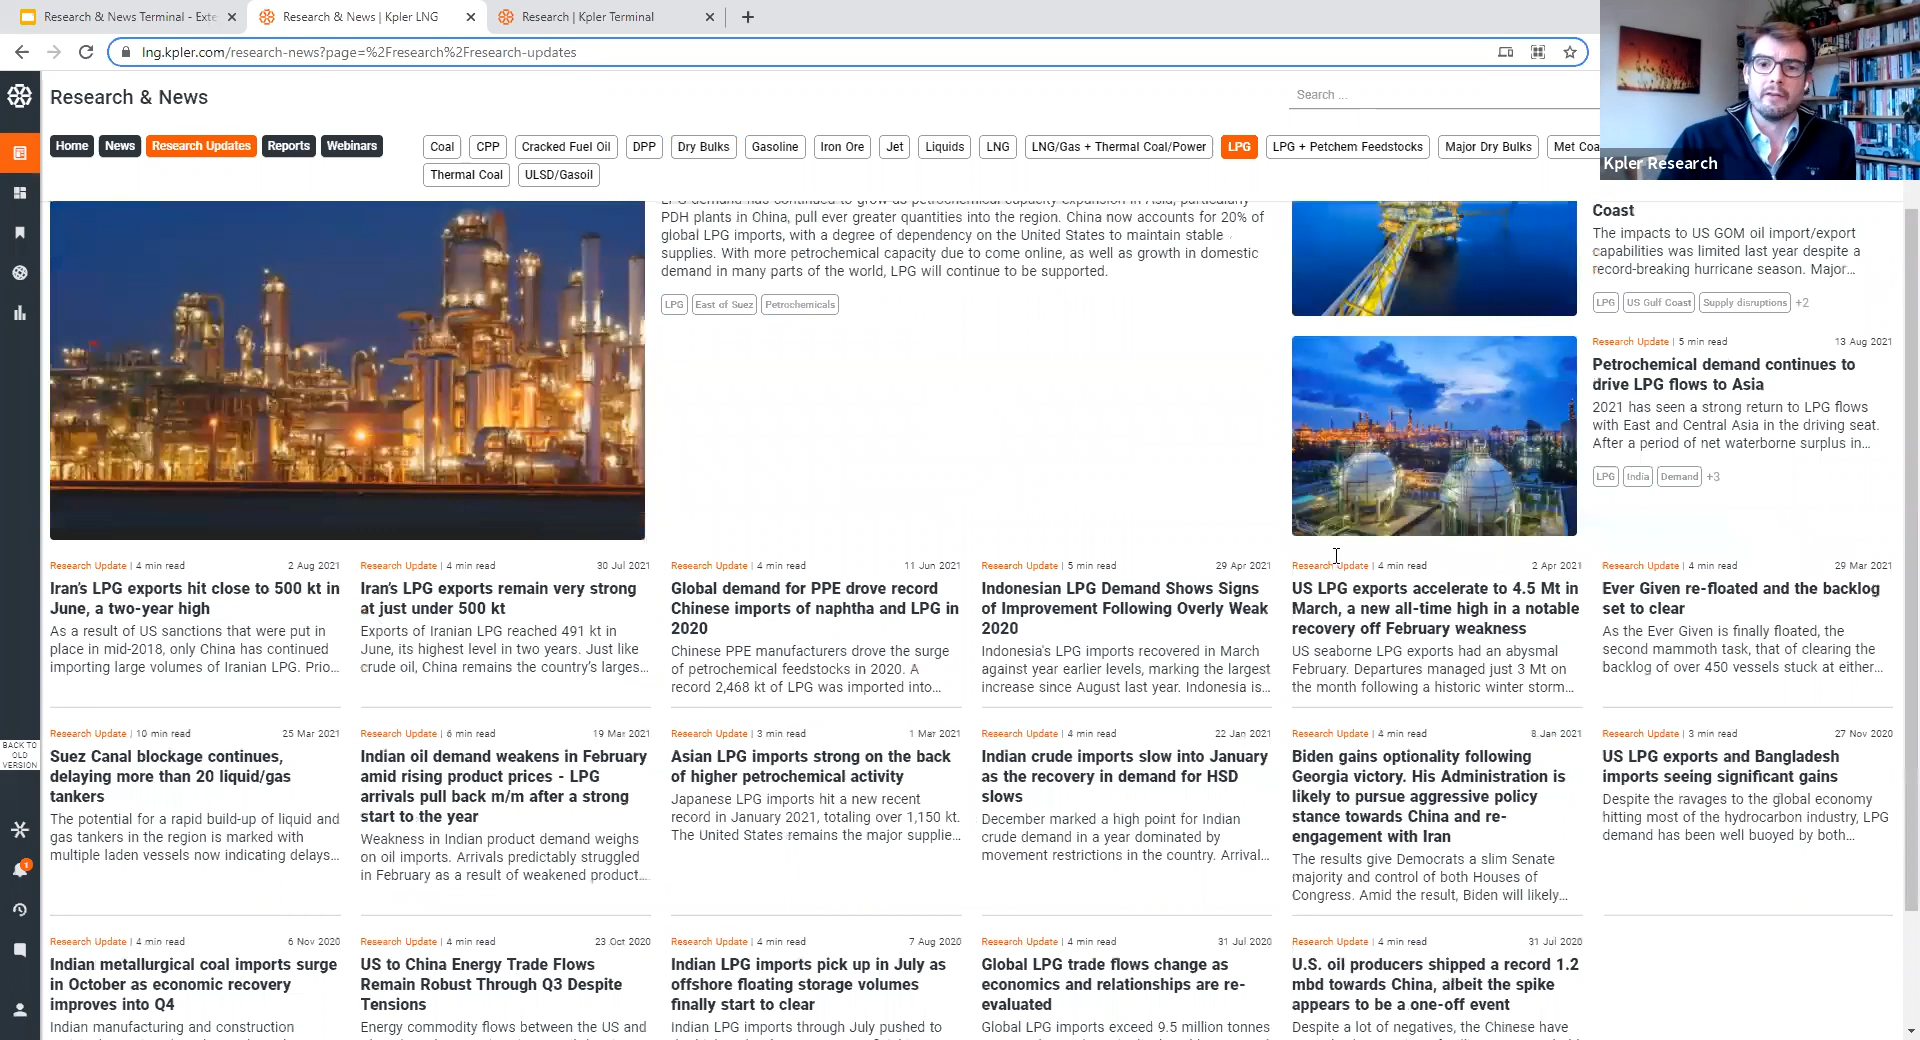 Research & News Terminal - Exte
Research & News | Kpler LNG
Research | Kpler Terminal
lng.kpler.com/research-news?page=%2Fresearch%2Fresearch-updates
Research & News
Search ...
Home
News
Research Updates
Reports
Webinars
Coal
CPP
Cracked Fuel Oil
DPP
Dry Bulks
Gasoline
Iron Ore
Jet
Liquids
LNG
LNG/Gas + Thermal Coal/Power
LPG
LPG + Petchem Feedstocks
Major Dry Bulks
Met Coa
Thermal Coal
ULSD/Gasoil
Kpler Research
LPG demand has continued to grow as petrochemical capacity expansion in Asia, particularly
PDH plants in China, pull ever greater quantities into the region. China now accounts for 20% of
global LPG imports, with a degree of dependency on the United States to maintain stable
supplies. With more petrochemical capacity due to come online, as well as growth in domestic
demand in many parts of the world, LPG will continue to be supported.
LPG
East of Suez
Petrochemicals
Coast
The impacts to US GOM oil import/export
capabilities was limited last year despite a
record-breaking hurricane season. Major...
LPG
US Gulf Coast
Supply disruptions
+2
Research Update | 5 min read
13 Aug 2021
Petrochemical demand continues to
drive LPG flows to Asia
2021 has seen a strong return to LPG flows
with East and Central Asia in the driving seat.
After a period of net waterborne surplus in...
LPG
India
Demand
+3
Research Update | 4 min read
2 Aug 2021
Iran's LPG exports hit close to 500 kt in
June, a two-year high
As a result of US sanctions that were put in
place in mid-2018, only China has continued
importing large volumes of Iranian LPG. Prio...
Research Update | 4 min read
30 Jul 2021
Iran's LPG exports remain very strong
at just under 500 kt
Exports of Iranian LPG reached 491 kt in
June, its highest level in two years. Just like
crude oil, China remains the country's larges...
Research Update | 4 min read
11 Jun 2021
Global demand for PPE drove record
Chinese imports of naphtha and LPG in
2020
Chinese PPE manufacturers drove the surge
of petrochemical feedstocks in 2020. A
record 2,468 kt of LPG was imported into...
Research Update | 5 min read
29 Apr 2021
Indonesian LPG Demand Shows Signs
of Improvement Following Overly Weak
2020
Indonesia's LPG imports recovered in March
against year earlier levels, marking the largest
increase since August last year. Indonesia is...
Research Update | 4 min read
2 Apr 2021
US LPG exports accelerate to 4.5 Mt in
March, a new all-time high in a notable
recovery off February weakness
US seaborne LPG exports had an abysmal
February. Departures managed just 3 Mt on
the month following a historic winter storm...
Research Update | 4 min read
29 Mar 2021
Ever Given re-floated and the backlog
set to clear
As the Ever Given is finally floated, the
second mammoth task, that of clearing the
backlog of over 450 vessels stuck at either...
BACK TO
OLD
VERSION
Research Update | 10 min read
25 Mar 2021
Suez Canal blockage continues,
delaying more than 20 liquid/gas
tankers
The potential for a rapid build-up of liquid and
gas tankers in the region is marked with
multiple laden vessels now indicating delays...
Research Update | 6 min read
19 Mar 2021
Indian oil demand weakens in February
amid rising product prices - LPG
arrivals pull back m/m after a strong
start to the year
Weakness in Indian product demand weighs
on oil imports. Arrivals predictably struggled
in February as a result of weakened product...
Research Update | 3 min read
1 Mar 2021
Asian LPG imports strong on the back
of higher petrochemical activity
Japanese LPG imports hit a new recent
record in January 2021, totaling over 1,150 kt.
The United States remains the major supplie...
Research Update | 4 min read
22 Jan 2021
Indian crude imports slow into January
as the recovery in demand for HSD
slows
December marked a high point for Indian
crude demand in a year dominated by
movement restrictions in the country. Arrival...
Research Update | 4 min read
8 Jan 2021
Biden gains optionality following
Georgia victory. His Administration is
likely to pursue aggressive policy
stance towards China and re-
engagement with Iran
The results give Democrats a slim Senate
majority and control of both Houses of
Congress. Amid the result, Biden will likely...
Research Update | 3 min read
27 Nov 2020
US LPG exports and Bangladesh
imports seeing significant gains
Despite the ravages to the global economy
hitting most of the hydrocarbon industry, LPG
demand has been well buoyed by both...
1
Research Update | 4 min read
6 Nov 2020
Indian metallurgical coal imports surge
in October as economic recovery
improves into Q4
Indian manufacturing and construction
Research Update | 4 min read
23 Oct 2020
US to China Energy Trade Flows
Remain Robust Through Q3 Despite
Tensions
Energy commodity flows between the US and
Research Update | 4 min read
7 Aug 2020
Indian LPG imports pick up in July as
offshore floating storage volumes
finally start to clear
Indian LPG imports through July pushed to
Research Update | 4 min read
31 Jul 2020
Global LPG trade flows change as
economics and relationships are re-
evaluated
Global LPG imports exceed 9.5 million tonnes
Research Update | 4 min read
31 Jul 2020
U.S. oil producers shipped a record 1.2
mbd towards China, albeit the spike
appears to be a one-off event
Despite a lot of negatives, the Chinese have